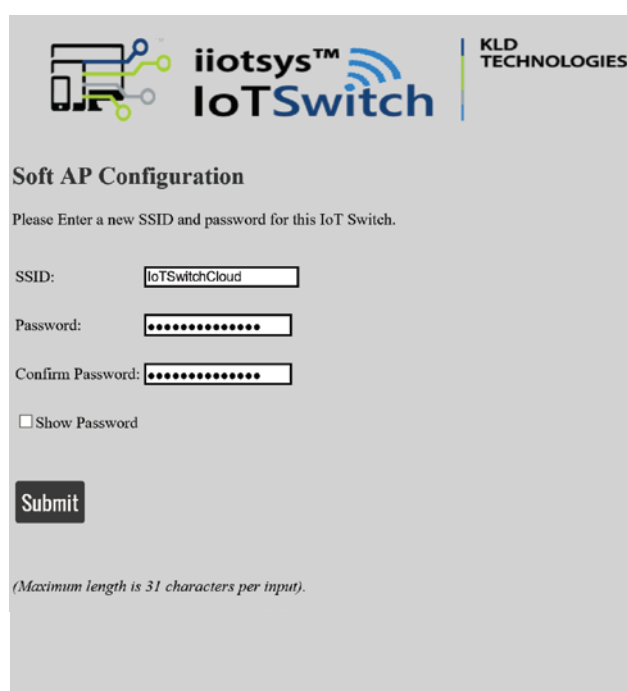 iiotsys™
IoTSwitch
KLD
TECHNOLOGIES
Soft AP Configuration
Please Enter a new SSID and password for this IoT Switch.
SSID: IoTSwitchCloud
Password: ••••••••••••••
Confirm Password: ••••••••••••••
Show Password
Submit
(Maximum length is 31 characters per input).